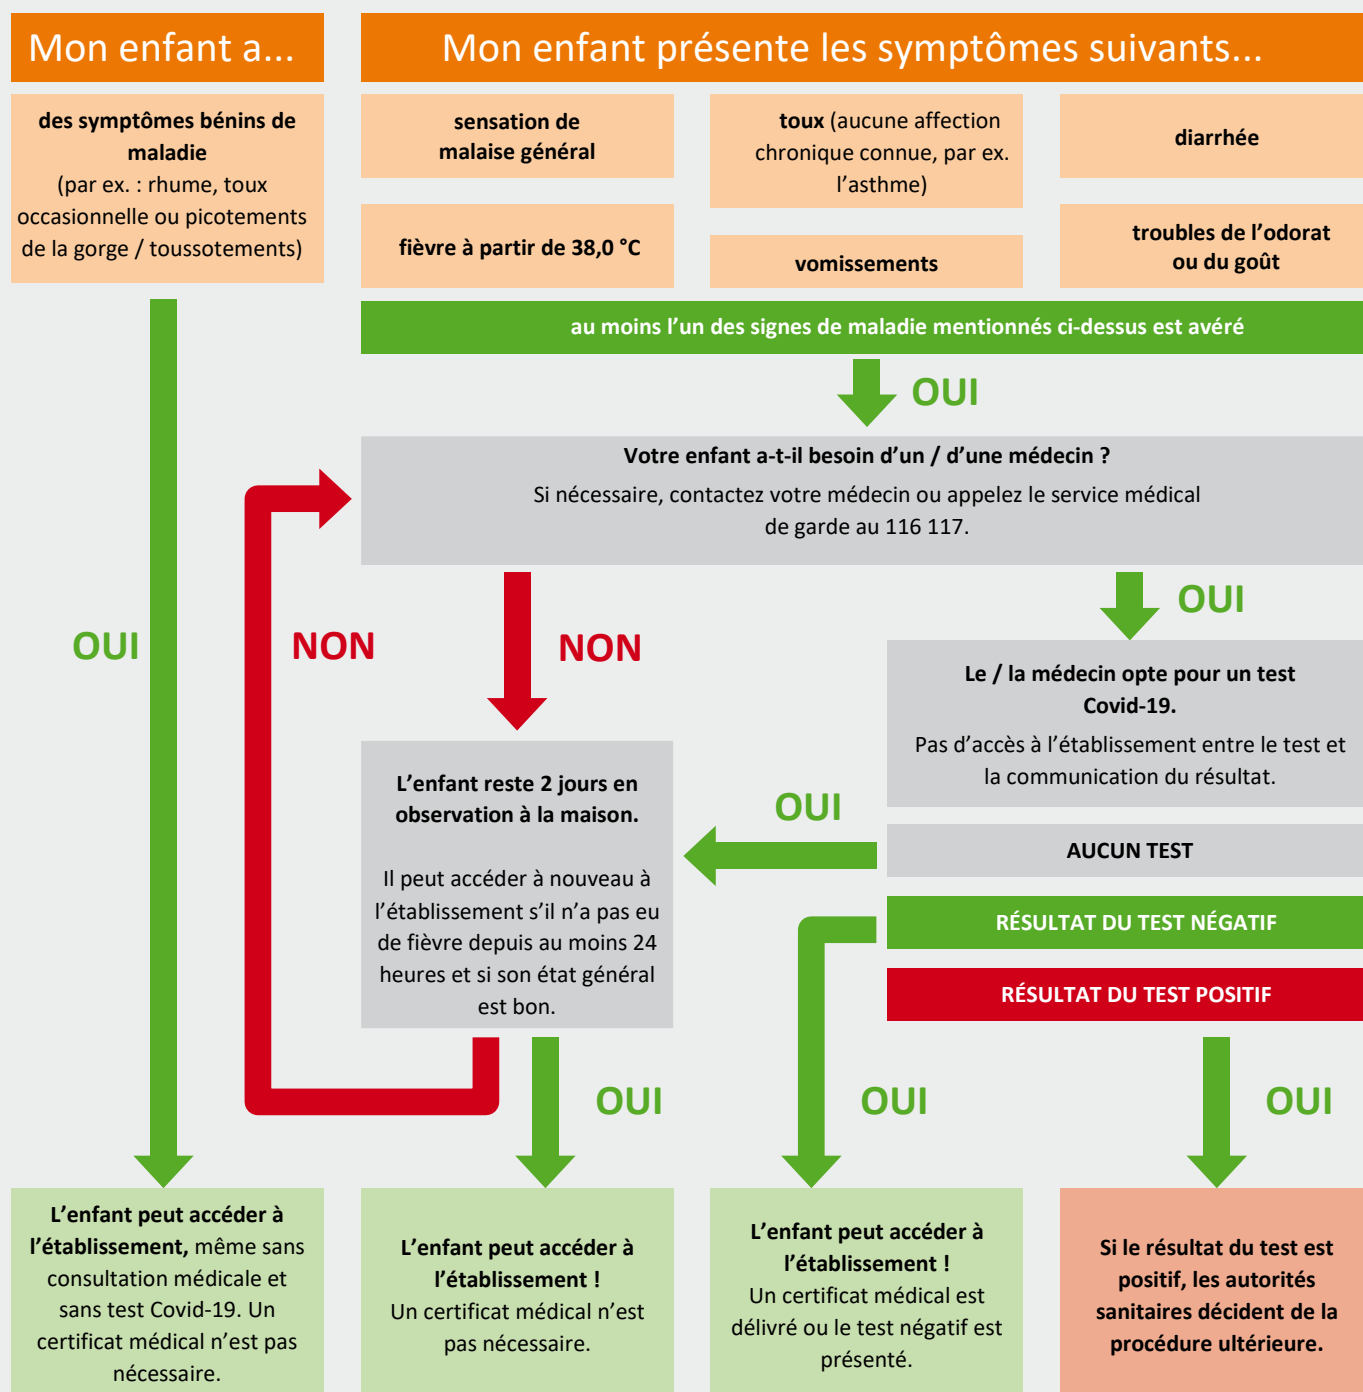 Mon enfant a...
Mon enfant présente les symptômes suivants...
des symptômes bénins de
maladie
(par ex. : rhume, toux
occasionnelle ou picotements
de la gorge / toussotements)
sensation de
malaise général
toux (aucune affection
chronique connue, par ex.
l’asthme)
diarrhée
fièvre à partir de 38,0 °C
vomissements
troubles de l’odorat
ou du goût
au moins l’un des signes de maladie mentionnés ci-dessus est avéré
OUI
Votre enfant a-t-il besoin d’un / d’une médecin ?
Si nécessaire, contactez votre médecin ou appelez le service médical
de garde au 116 117.
OUI
NON
NON
OUI
Le / la médecin opte pour un test
Covid-19.
Pas d’accès à l’établissement entre le test et
la communication du résultat.
L’enfant reste 2 jours en
observation à la maison.
Il peut accéder à nouveau à
l’établissement s’il n’a pas eu
de fièvre depuis au moins 24
heures et si son état général
est bon.
OUI
AUCUN TEST
RÉSULTAT DU TEST NÉGATIF
RÉSULTAT DU TEST POSITIF
OUI
OUI
OUI
L’enfant peut accéder à
l’établissement, même sans
consultation médicale et
sans test Covid-19. Un
certificat médical n’est pas
nécessaire.
L’enfant peut accéder à
l’établissement !
Un certificat médical n’est
pas nécessaire.
L’enfant peut accéder à
l’établissement !
Un certificat médical est
délivré ou le test négatif est
présenté.
Si le résultat du test est
positif, les autorités
sanitaires décident de la
procédure ultérieure.